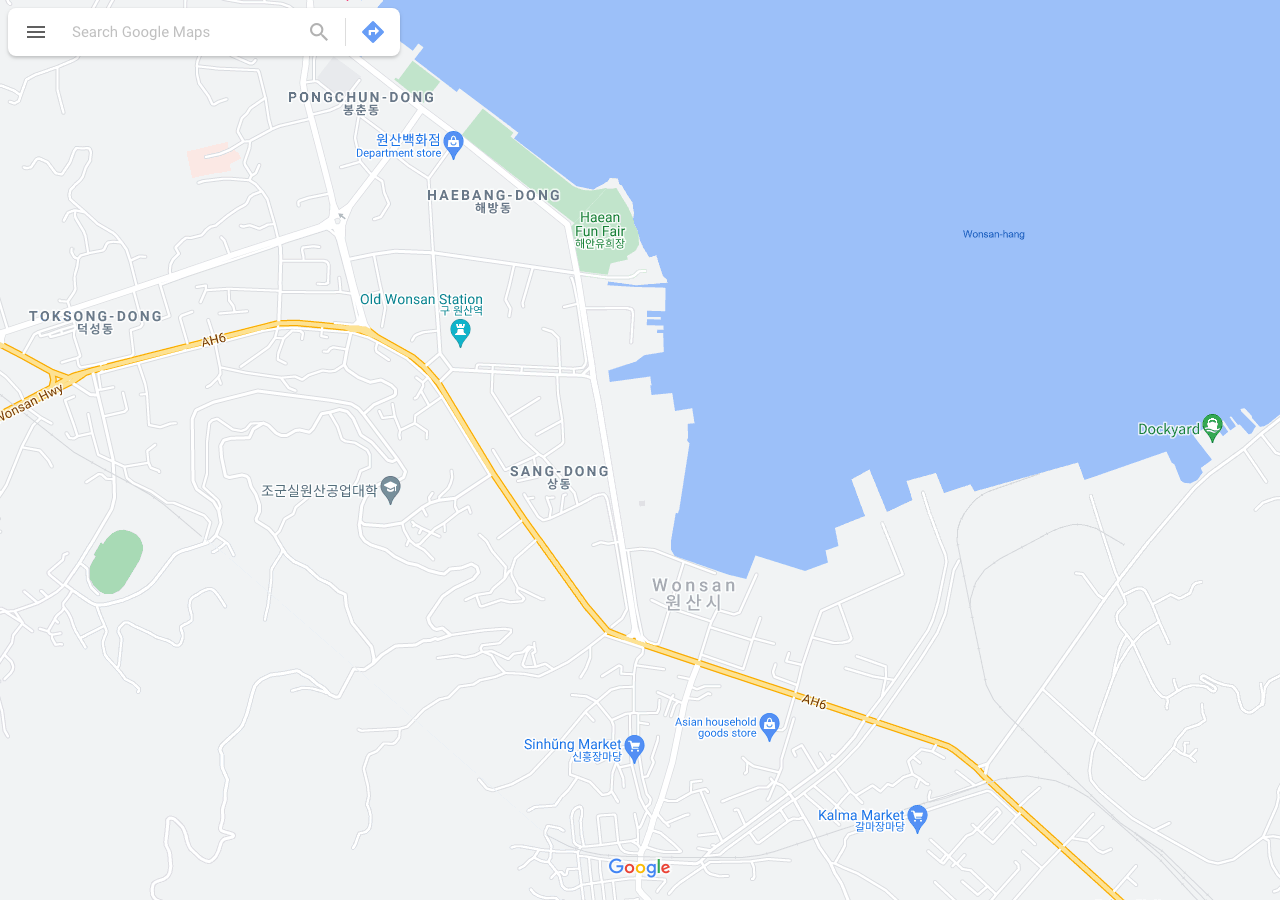 Search Google Maps
PONGCHUN-DONG
봉춘동
원산백화점
Department store
HAEBANG-DONG
해방동
Haean
Fun Fair
해안유희장
Wonsan-hang
Old Wonsan Station
구 원산역
TOKSONG-DONG
덕성동
AH6
Wonsan Hwy
Dockyard
SANG-DONG
상동
조군실원산공업대학
Wonsan
원산시
AH6
Asian household
goods store
Sinhŭng Market
신흥장마당
Kalma Market
갈마장마당
Google